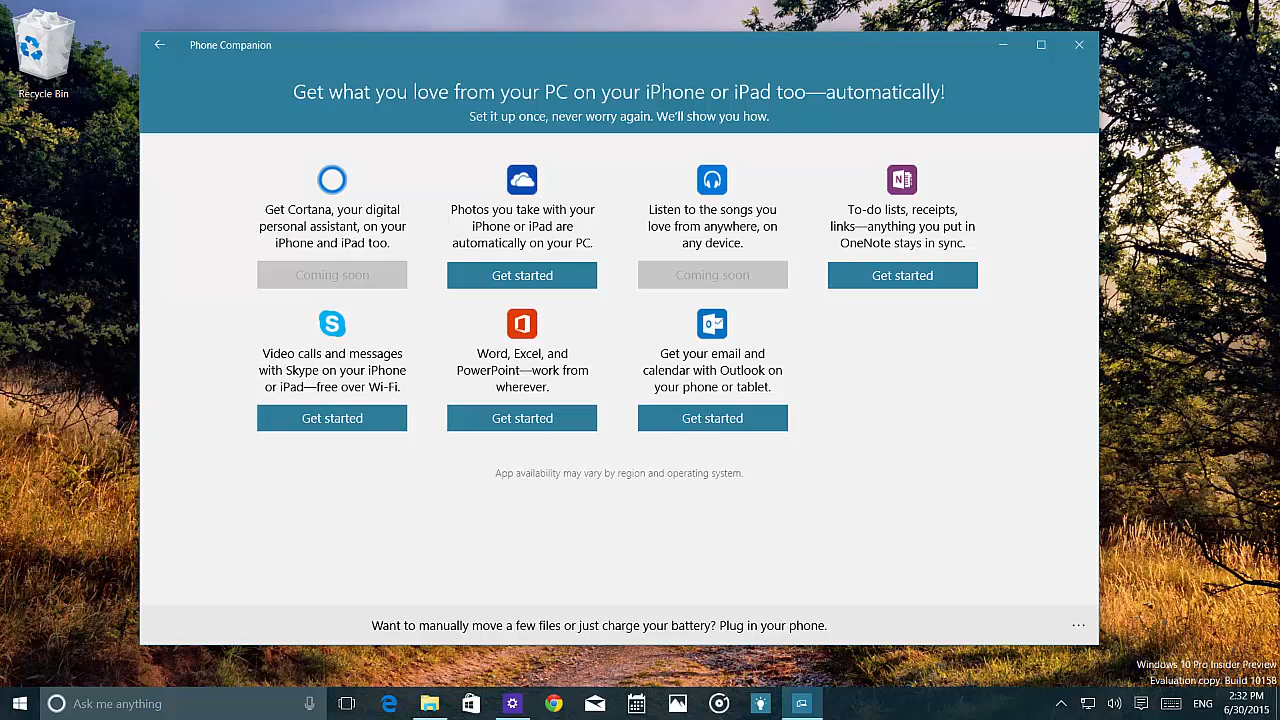 Recycle Bin
Phone Companion
Get what you love from your PC on your iPhone or iPad too—automatically!
Set it up once, never worry again. We'll show you how.
Get Cortana, your digital
personal assistant, on your
iPhone and iPad too.
Coming soon
Photos you take with your
iPhone or iPad are
automatically on your PC.
Get started
Listen to the songs you
love from anywhere, on
any device.
Coming soon
N
To-do lists, receipts,
links—anything you put in
OneNote stays in sync.
Get started
S
Video calls and messages
with Skype on your iPhone
or iPad—free over Wi-Fi.
Get started
Word, Excel, and
PowerPoint—work from
wherever.
Get started
o
Get your email and
calendar with Outlook on
your phone or tablet.
Get started
App availability may vary by region and operating system.
Want to manually move a few files or just charge your battery? Plug in your phone.
...
Windows 10 Pro Insider Preview
Evaluation copy. Build 10158
Ask me anything
ENG
2:32 PM
6/30/2015